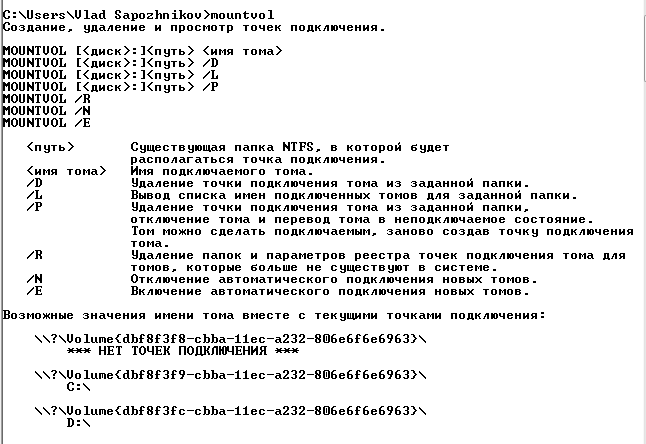 C:\Users\Vlad Sapozhnikov>mountvol
Создание, удаление и просмотр точек подключения.
MOUNTVOL [<диск>:]<путь> <имя тома>
MOUNTVOL [<диск>:]<путь> /D
MOUNTVOL [<диск>:]<путь> /L
MOUNTVOL [<диск>:]<путь> /P
MOUNTVOL /R
MOUNTVOL /N
MOUNTVOL /E
<путь> Существующая папка NTFS, в которой будет
располагаться точка подключения.
<имя тома> Имя подключаемого тома.
/D Удаление точки подключения тома из заданной папки.
/L Вывод списка имен подключенных томов для заданной папки.
/P Удаление точки подключения тома из заданной папки,
отключение тома и перевод тома в неподключаемое состояние.
Том можно сделать подключаемым, заново создав точку подключения
тома.
/R Удаление папок и параметров реестра точек подключения тома для
томов, которые больше не существуют в системе.
/N Отключение автоматического подключения новых томов.
/E Включение автоматического подключения новых томов.
Возможные значения имени тома вместе с текущими точками подключения:
\\?\Volume{dbf8f3f8-cbba-11ec-a232-806e6f6e6963}\
*** НЕТ ТОЧЕК ПОДКЛЮЧЕНИЯ ***
\\?\Volume{dbf8f3f9-cbba-11ec-a232-806e6f6e6963}\
C:\
\\?\Volume{dbf8f3fc-cbba-11ec-a232-806e6f6e6963}\
D:\